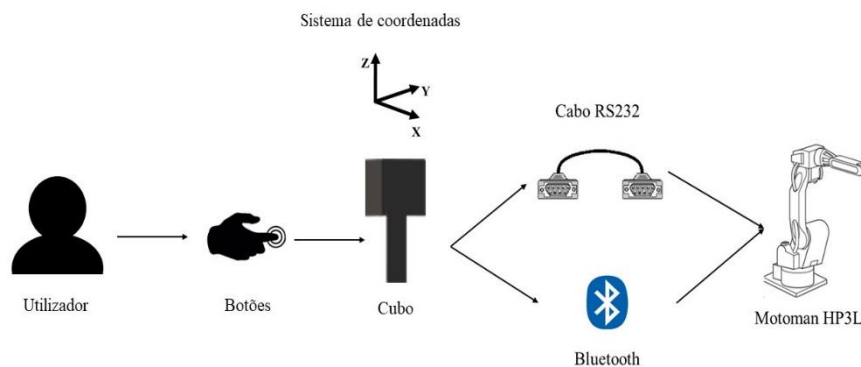 Sistema de coordenadas
Z
Y
X
Cabo RS232
Utilizador
Botões
Cubo
Bluetooth
Motoman HP3L